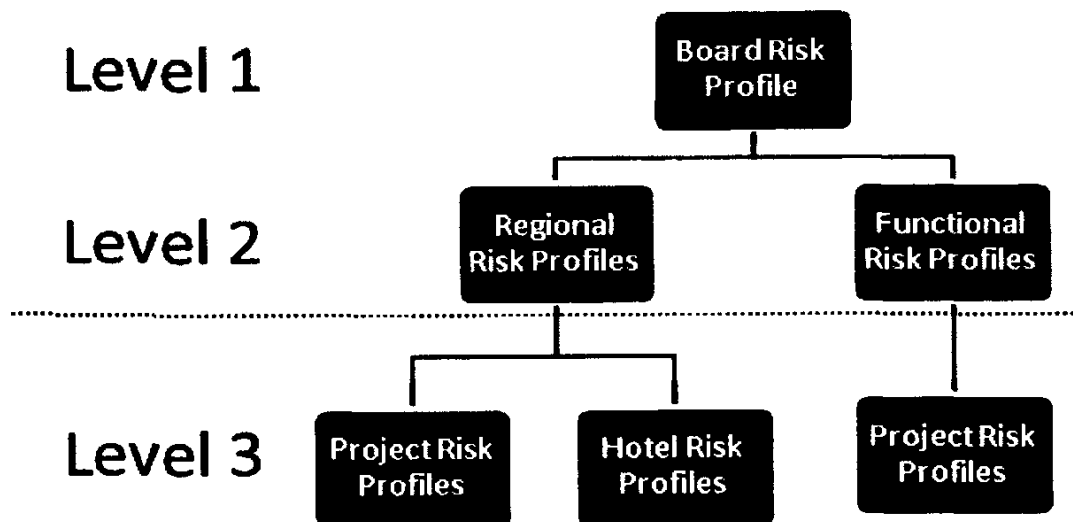 Level 1
Board Risk
Profile
Level 2
Regional
Risk Profiles
Functional
Risk Profiles
Level 3
Project Risk
Profiles
Hotel Risk
Profiles
Project Risk
Profiles